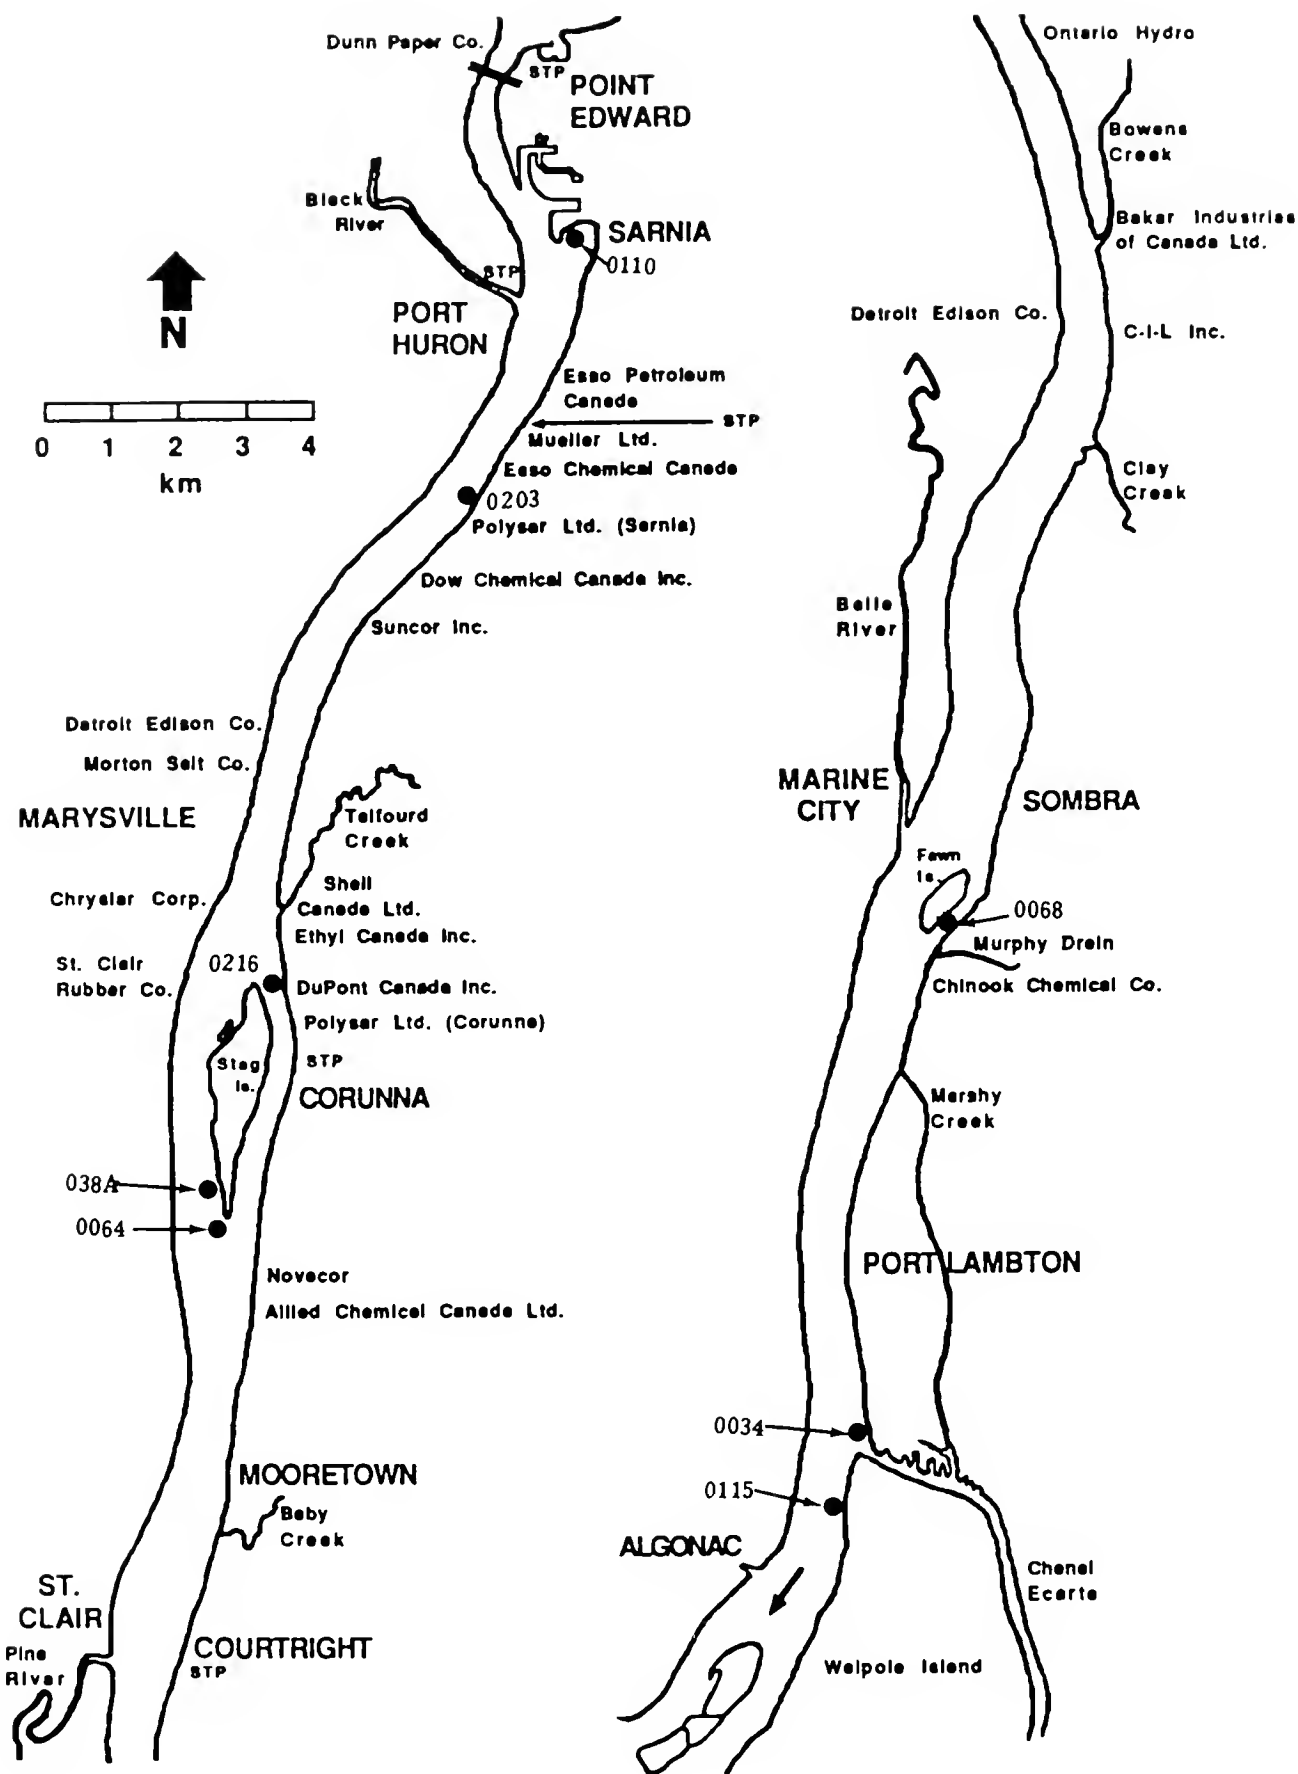 Dunn Paper Co.
STP
POINT
EDWARD
Black
River
SARNIA
0110
STP
N
PORT
HURON
0 1 2 3 4
km
Esso Petroleum
Canada
STP
Mueller Ltd.
Esso Chemical Canada
0203
Polysar Ltd. (Sarnia)
Dow Chemical Canada Inc.
Suncor Inc.
Detroit Edison Co.
Morton Salt Co.
MARYSVILLE
Talfourd
Creek
Chrysler Corp.
Shell
Canada Ltd.
Ethyl Canada Inc.
St. Clair
Rubber Co.
0216
DuPont Canada Inc.
Polysar Ltd. (Corunna)
Stag
Is.
STP
CORUNNA
038A
0064
Novacor
Allied Chemical Canada Ltd.
MOORETOWN
Baby
Creek
ST.
CLAIR
Pine
River
COURTRIGHT
STP
Ontario Hydro
Bowens
Creek
Bakar Industries
of Canada Ltd.
Detroit Edison Co.
C-I-L Inc.
Clay
Creek
Belle
River
MARINE
CITY
SOMBRA
Fawn
Is.
0068
Murphy Drain
Chinook Chemical Co.
Marshy
Creek
PORT LAMBTON
0034
0115
ALGONAC
Chenal
Ecarte
Walpole Island